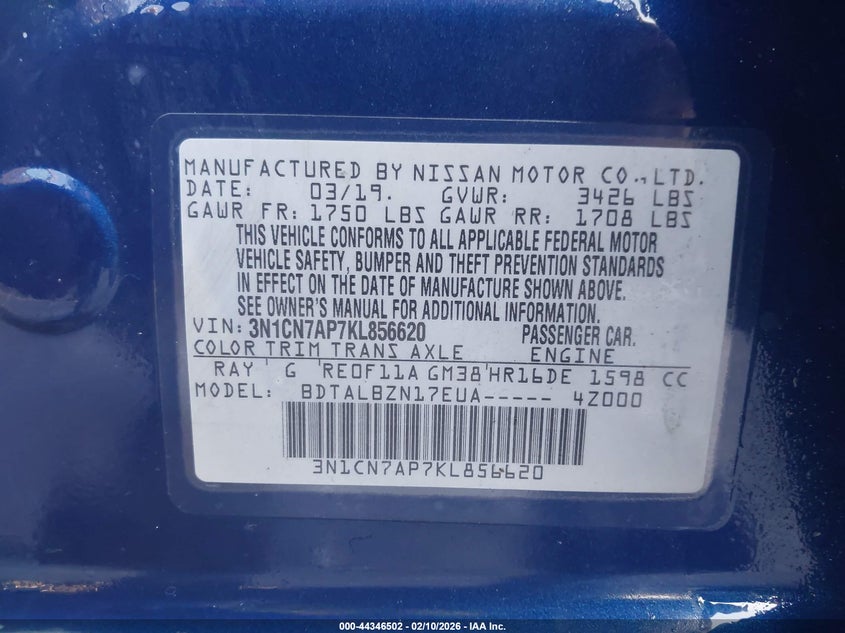 MANUFACTURED BY NISSAN MOTOR CO., LTD.
DATE: 03/19. GVWR: 3426 LBS
GAWR FR: 1750 LBS GAWR RR: 1708 LBS
THIS VEHICLE CONFORMS TO ALL APPLICABLE FEDERAL MOTOR
VEHICLE SAFETY, BUMPER AND THEFT PREVENTION STANDARDS
IN EFFECT ON THE DATE OF MANUFACTURE SHOWN ABOVE.
SEE OWNER'S MANUAL FOR ADDITIONAL INFORMATION.
VIN: 3N1CN7AP7KL856620 PASSENGER CAR.
COLOR TRIM TRANS AXLE ENGINE
RAY G RE0F11A GM38 HR16DE 1598 CC
MODEL: BDTALBZN17EUA----- 4Z000
3N1CN7AP7KL856620
000-44346502 - 02/10/2026 - IAA Inc.